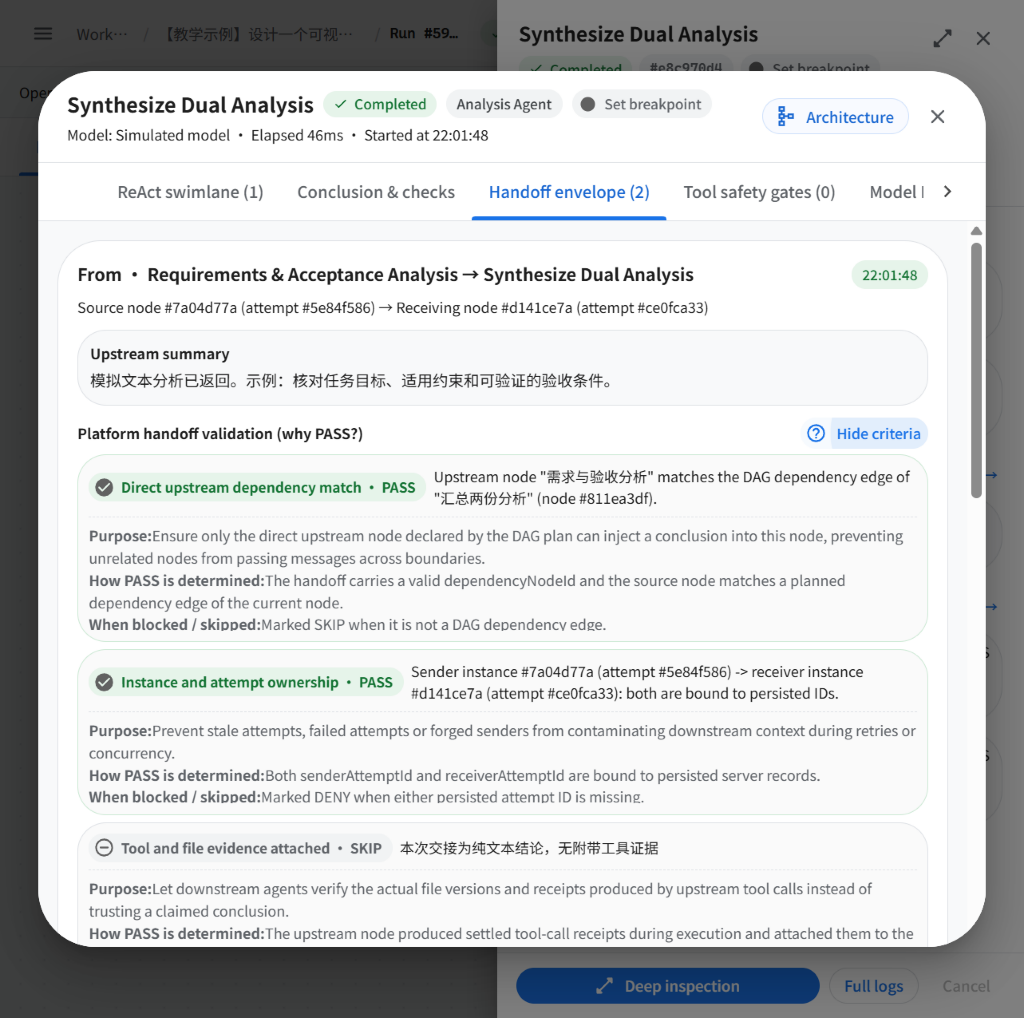 Work··· / 【教学示例】设计一个可视··· / Run #59...
Synthesize Dual Analysis
Completed #e8c970d4 Set breakpoint
Synthesize Dual Analysis Completed Analysis Agent Set breakpoint
Model: Simulated model • Elapsed 46ms • Started at 22:01:48
Architecture
ReAct swimlane (1) Conclusion & checks Handoff envelope (2) Tool safety gates (0) Model
From • Requirements & Acceptance Analysis → Synthesize Dual Analysis 22:01:48
Source node #7a04d77a (attempt #5e84f586) → Receiving node #d141ce7a (attempt #ce0fca33)
Upstream summary
模拟文本分析已返回。示例：核对任务目标、适用约束和可验证的验收条件。
Platform handoff validation (why PASS?) Hide criteria
Direct upstream dependency match • PASS
Upstream node "需求与验收分析" matches the DAG dependency edge of
"汇总两份分析" (node #811ea3df).
Purpose:Ensure only the direct upstream node declared by the DAG plan can inject a conclusion into this node, preventing
unrelated nodes from passing messages across boundaries.
How PASS is determined:The handoff carries a valid dependencyNodeId and the source node matches a planned
dependency edge of the current node.
When blocked / skipped:Marked SKIP when it is not a DAG dependency edge.
Instance and attempt ownership • PASS
Sender instance #7a04d77a (attempt #5e84f586) -> receiver instance
#d141ce7a (attempt #ce0fca33): both are bound to persisted IDs.
Purpose:Prevent stale attempts, failed attempts or forged senders from contaminating downstream context during retries or
concurrency.
How PASS is determined:Both senderAttemptId and receiverAttemptId are bound to persisted server records.
When blocked / skipped:Marked DENY when either persisted attempt ID is missing.
Tool and file evidence attached • SKIP 本次交接为纯文本结论，无附带工具证据
Purpose:Let downstream agents verify the actual file versions and receipts produced by upstream tool calls instead of
trusting a claimed conclusion.
How PASS is determined:The upstream node produced settled tool-call receipts during execution and attached them to the
Deep inspection Full logs Cancel